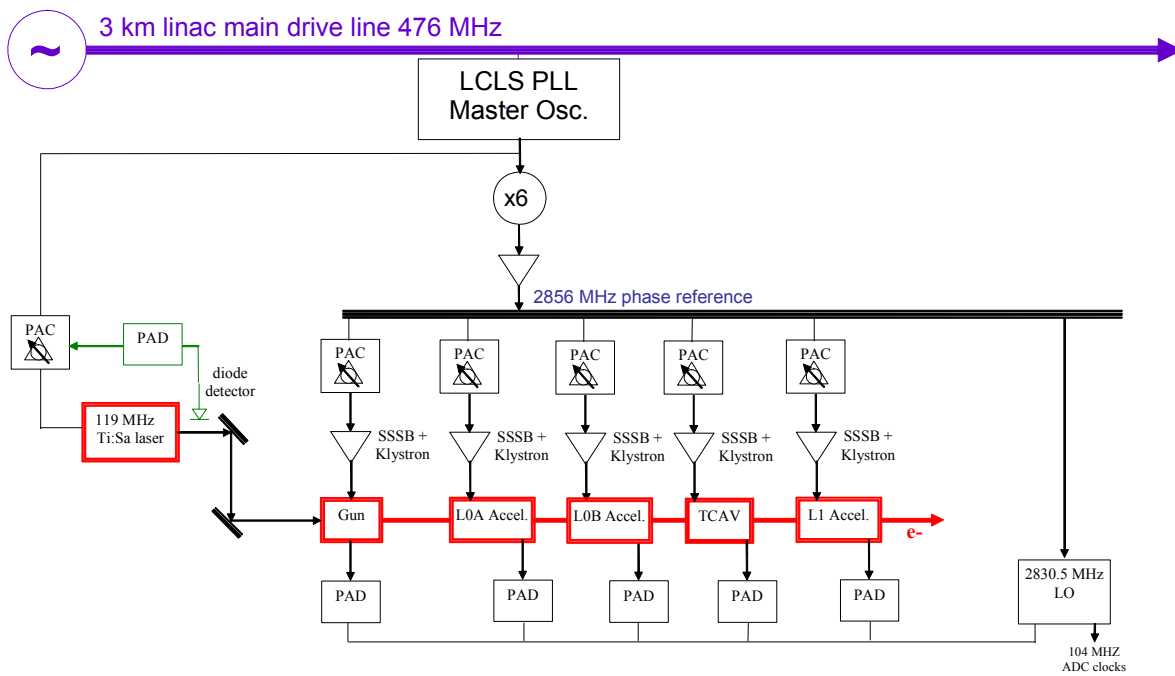 3 km linac main drive line 476 MHz
~
LCLS PLL
Master Osc.
x6
2856 MHz phase reference
PAC
PAD
diode
detector
119 MHz
Ti:Sa laser
PAC
PAC
PAC
PAC
PAC
SSSB +
Klystron
SSSB +
Klystron
SSSB +
Klystron
SSSB +
Klystron
SSSB +
Klystron
Gun
L0A Accel.
L0B Accel.
TCAV
L1 Accel.
e-
PAD
PAD
PAD
PAD
PAD
2830.5 MHz
LO
104 MHZ
ADC clocks